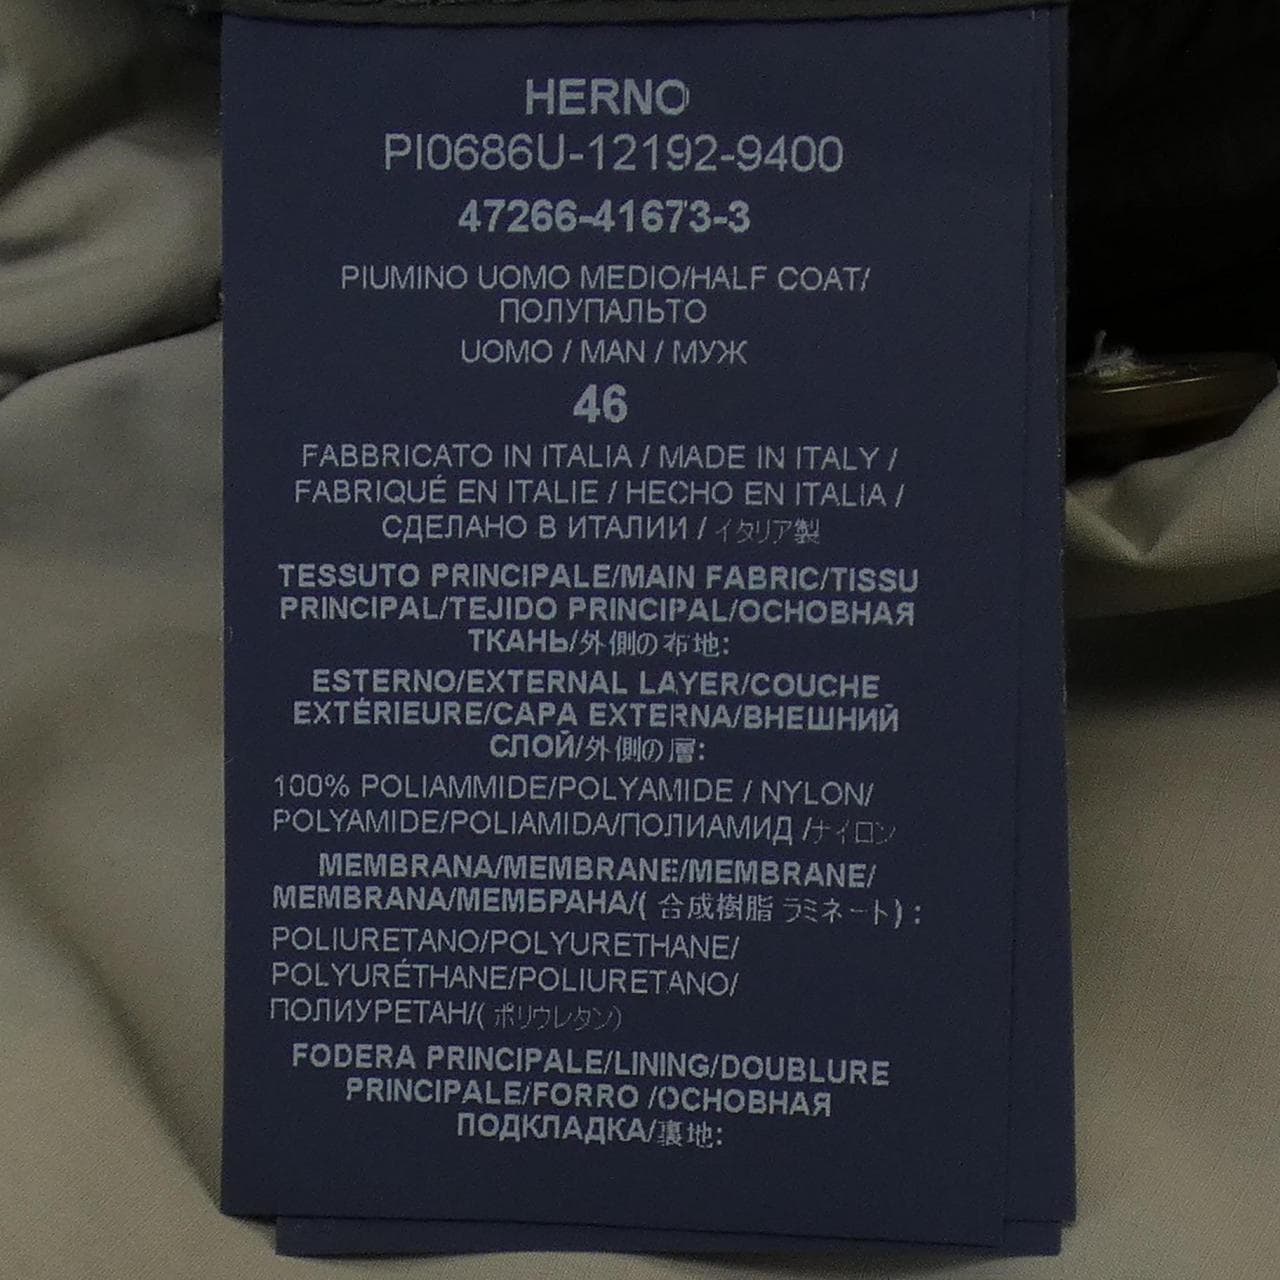 HERNO
PI0686U-12192-9400
47266-41673-3
PIUMINO UOMO MEDIO/HALF COAT/
ПОЛУПАЛЬТО
UOMO / MAN / МУЖ
46
FABBRICATO IN ITALIA / MADE IN ITALY /
FABRIQUÉ EN ITALIE / HECHO EN ITALIA /
СДЕЛАНО В ИТАЛИИ / イタリア製
TESSUTO PRINCIPALE/MAIN FABRIC/TISSU
PRINCIPAL/TEJIDO PRINCIPAL/ОСНОВНАЯ
ТКАНЬ/外側の布地:
ESTERNO/EXTERNAL LAYER/COUCHE
EXTÉRIEURE/CAPA EXTERNA/ВНЕШНИЙ
СЛОЙ/外側の層:
100% POLIAMMIDE/POLYAMIDE / NYLON/
POLYAMIDE/POLIAMIDA/ПОЛИАМИД /ナイロン
MEMBRANA/MEMBRANE/MEMBRANE/
MEMBRANA/МЕМБРАНА/( 合成樹脂 ラミネート) :
POLIURETANO/POLYURETHANE/
POLYURÉTHANE/POLIURETANO/
ПОЛИУРЕТАН/( ポリウレタン)
FODERA PRINCIPALE/LINING/DOUBLURE
PRINCIPALE/FORRO /ОСНОВНАЯ
ПОДКЛАДКА/裏地: